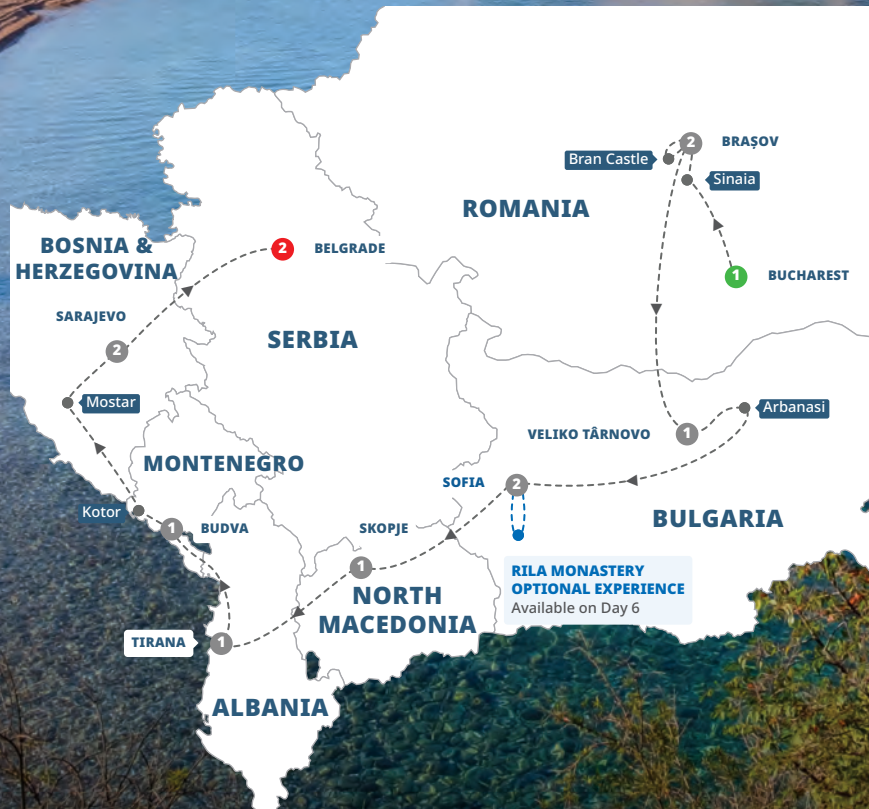 2
BRAȘOV
Bran Castle
Sinaia
ROMANIA
BOSNIA &
HERZEGOVINA
2
BELGRADE
1
BUCHAREST
SARAJEVO
2
SERBIA
Mostar
Arbanasi
VELIKO TÂRNOVO
1
MONTENEGRO
SOFIA
2
Kotor
1
BUDVA
SKOPJE
BULGARIA
1
RILA MONASTERY
OPTIONAL EXPERIENCE
Available on Day 6
NORTH
MACEDONIA
TIRANA
1
ALBANIA